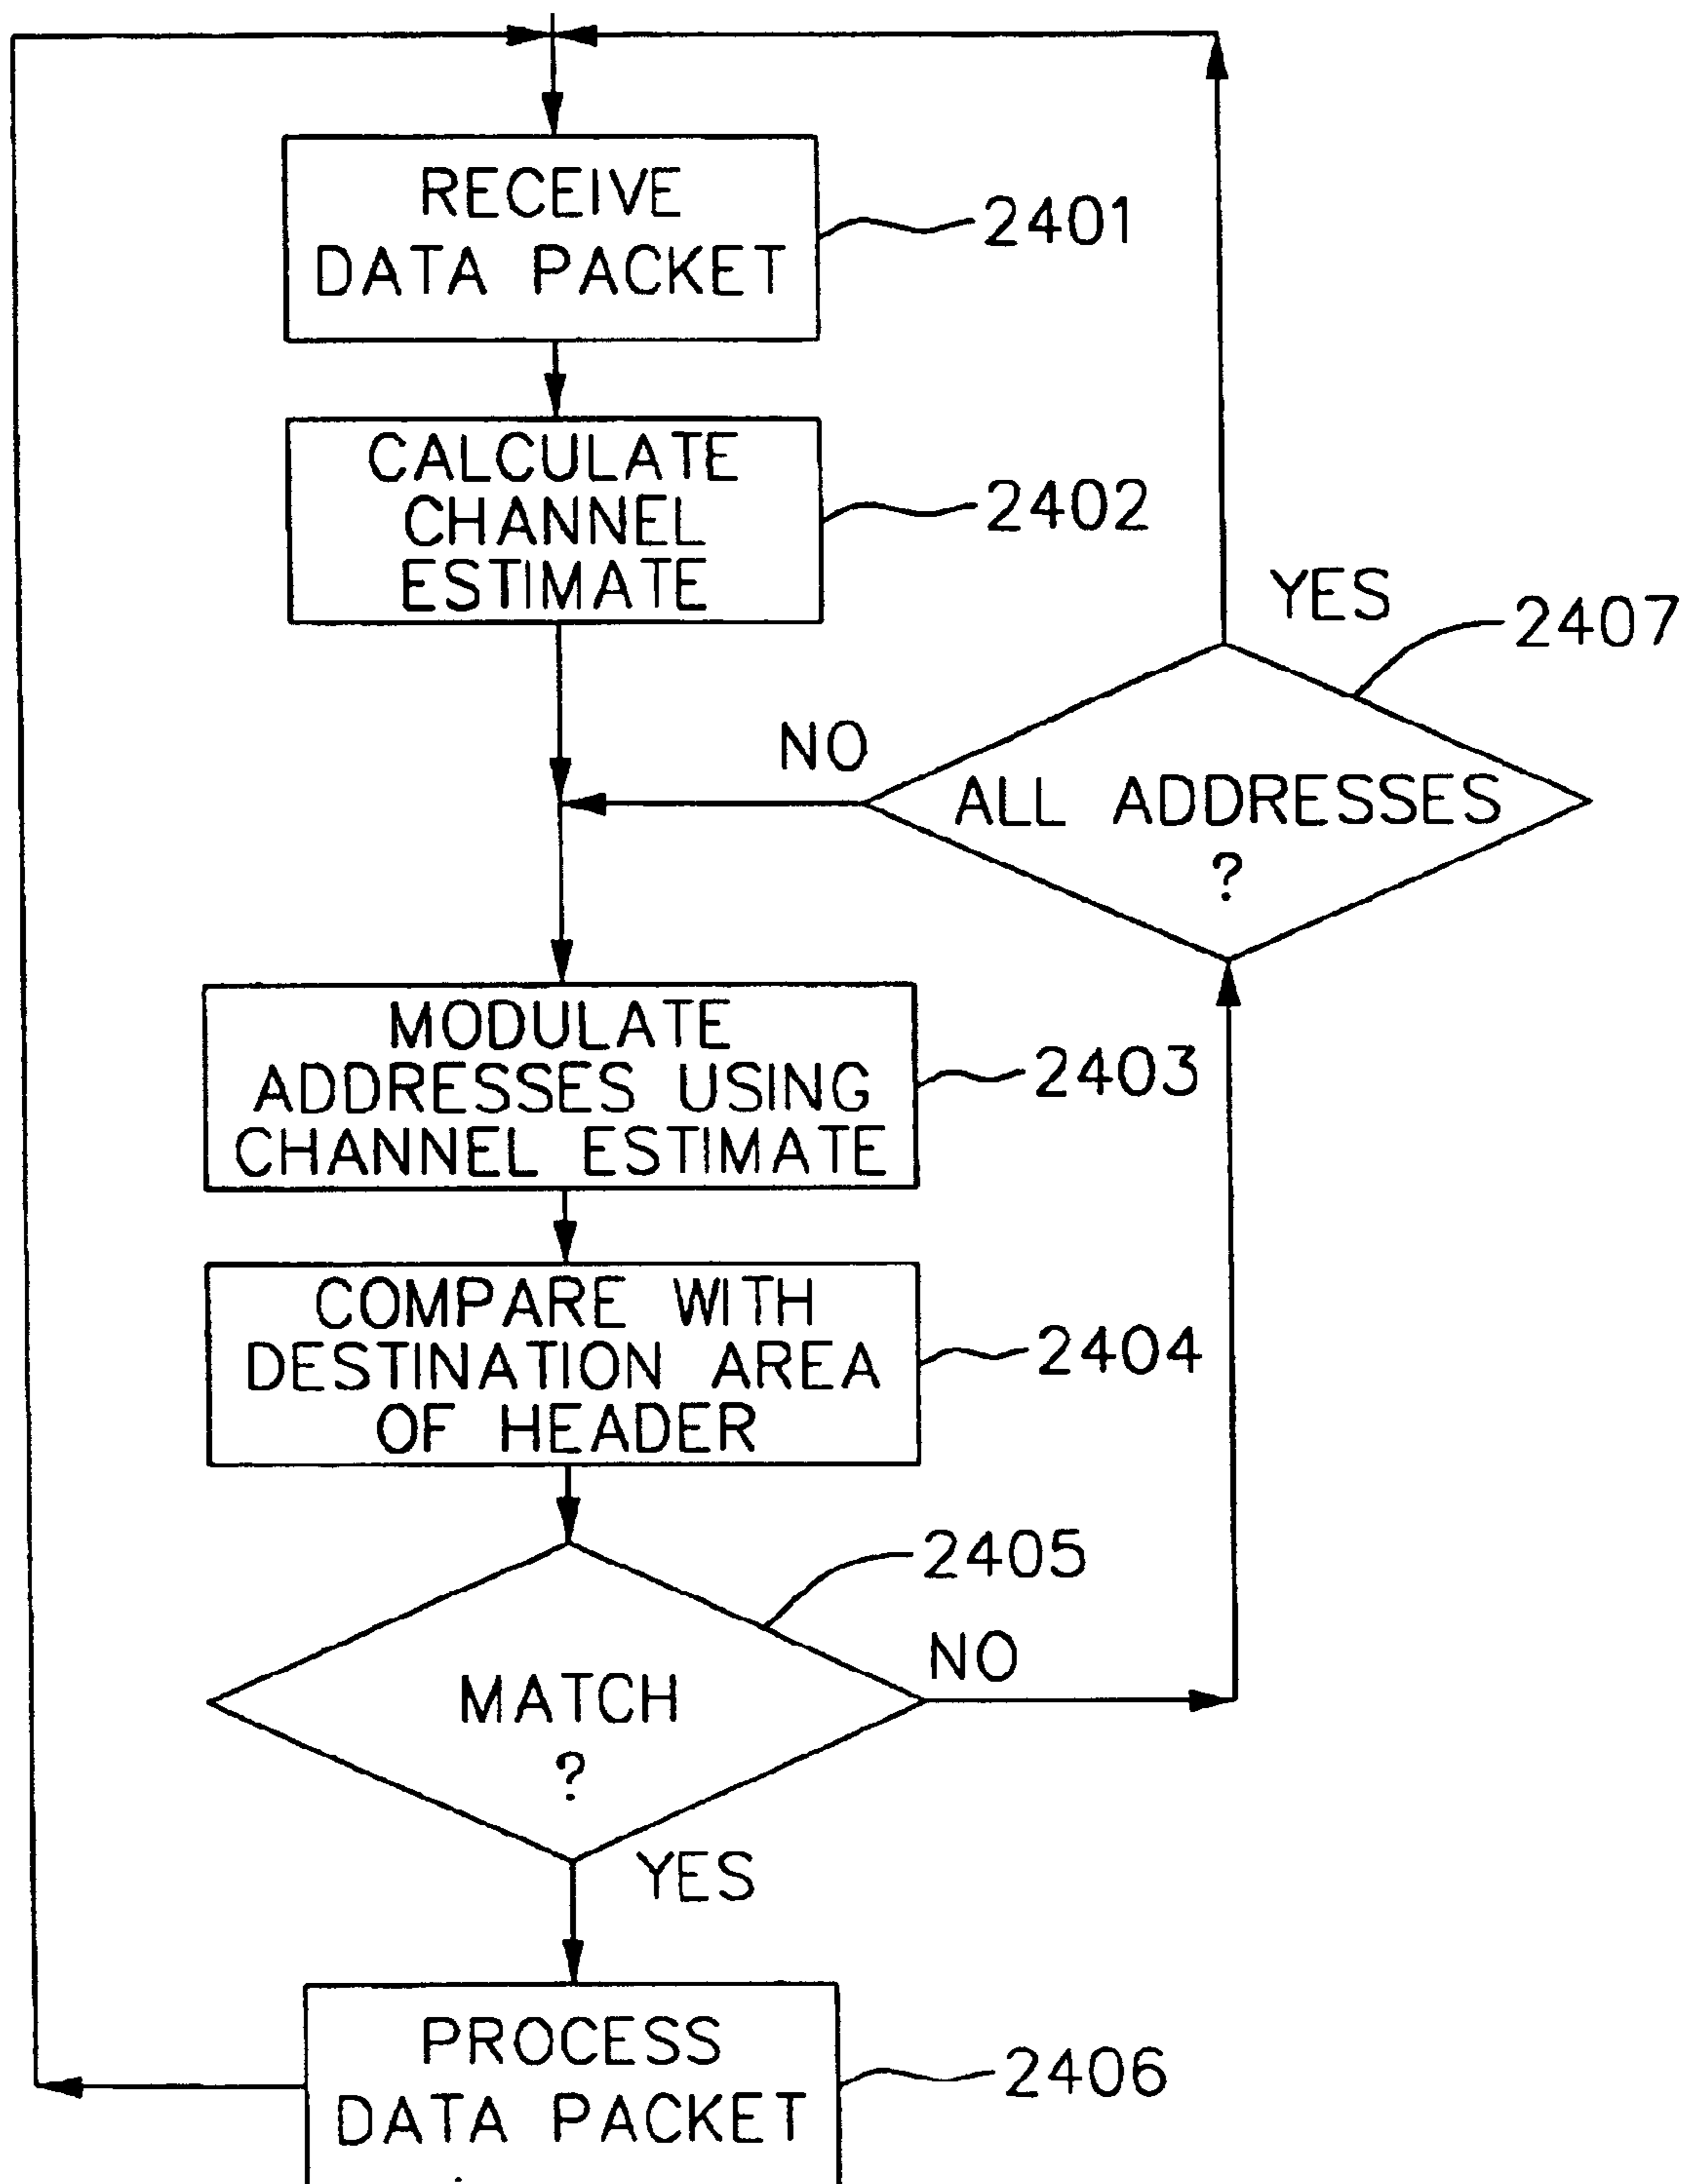 RECEIVE
DATA PACKET
2401
CALCULATE
CHANNEL
ESTIMATE
2402
YES
2407
NO
ALL ADDRESSES
?
MODULATE
ADDRESSES USING
CHANNEL ESTIMATE
2403
COMPARE WITH
DESTINATION AREA
OF HEADER
2404
2405
NO
MATCH
?
YES
PROCESS
DATA PACKET
2406